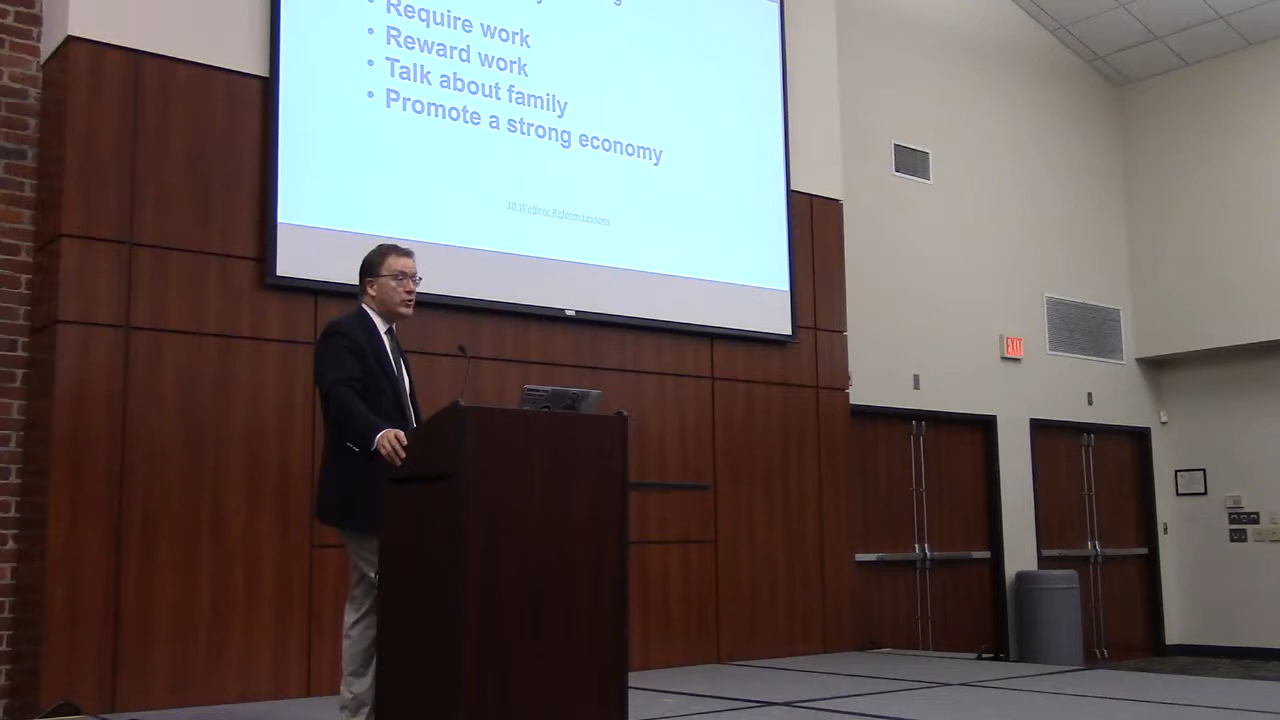 • Require work
• Reward work
• Talk about family
• Promote a strong economy
10 Welfare Reform Lessons
EXIT